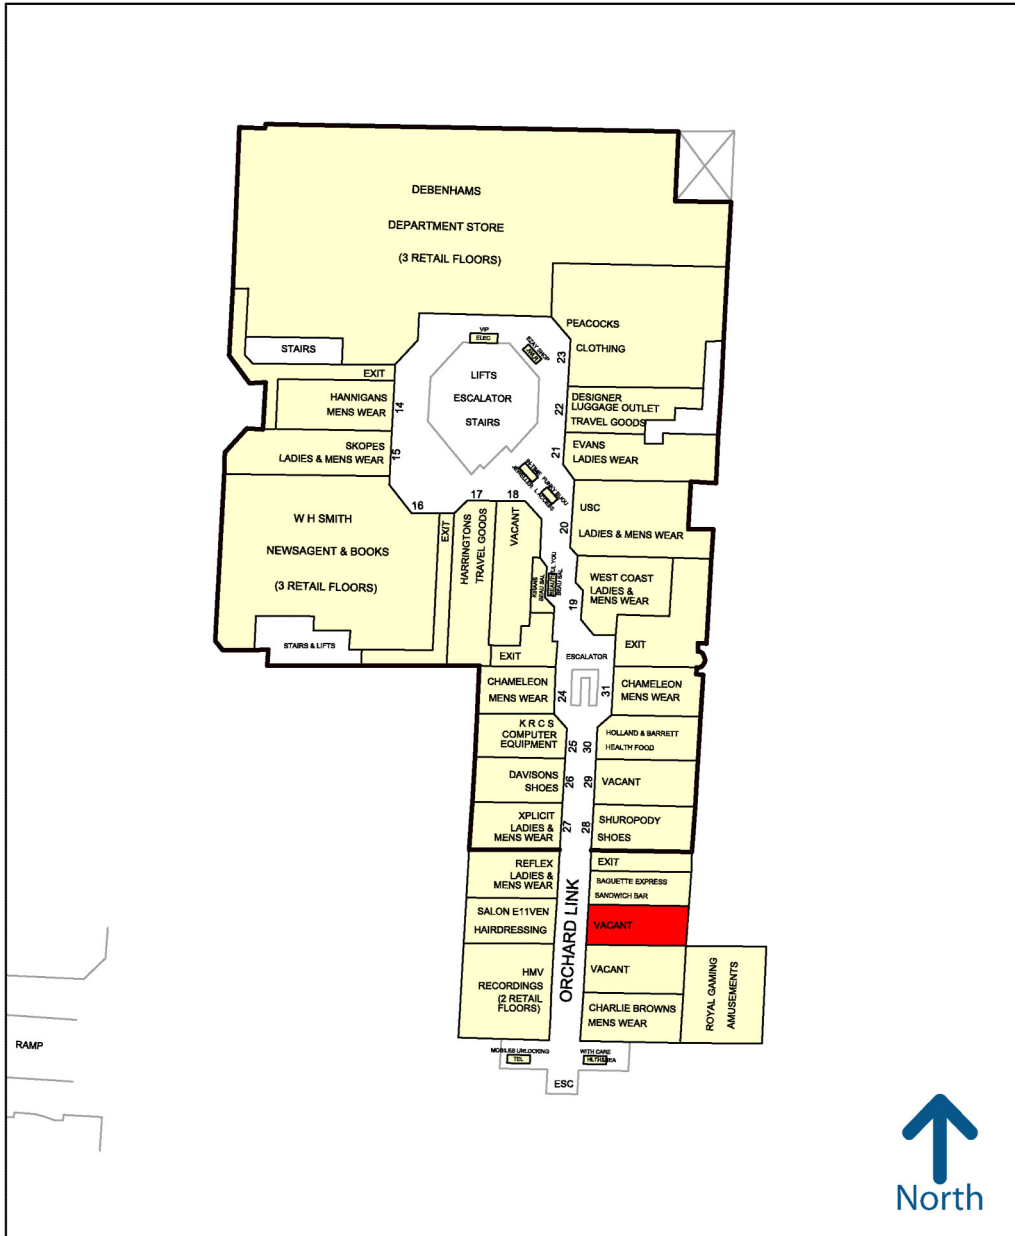 DEBENHAMS
DEPARTMENT STORE
(3 RETAIL FLOORS)
STAIRS
EXIT
HANNIGANS
MENS WEAR
14
SKOPES
LADIES & MENS WEAR
15
W H SMITH
NEWSAGENT & BOOKS
(3 RETAIL FLOORS)
16
STAIRS & LIFTS
EXIT
HARRINGTONS
TRAVEL GOODS
17
VACANT
18
EXIT
VIP
ELEC
LIFTS
ESCALATOR
STAIRS
PEACOCKS
CLOTHING
23
DESIGNER
LUGGAGE OUTLET
TRAVEL GOODS
22
EVANS
LADIES WEAR
21
USC
LADIES & MENS WEAR
20
WEST COAST
LADIES &
MENS WEAR
19
EXIT
ESCALATOR
CHAMELEON
MENS WEAR
24
31
CHAMELEON
MENS WEAR
K R C S
COMPUTER
EQUIPMENT
25
30
HOLLAND & BARRETT
HEALTH FOOD
DAVISONS
SHOES
26
29
VACANT
XPLICIT
LADIES &
MENS WEAR
27
28
SHUROPODY
SHOES
REFLEX
LADIES &
MENS WEAR
EXIT
BAGUETTE EXPRESS
SANDWICH BAR
SALON E11VEN
HAIRDRESSING
VACANT
ORCHARD LINK
HMV
RECORDINGS
(2 RETAIL
FLOORS)
VACANT
CHARLIE BROWNS
MENS WEAR
ROYAL GAMING
AMUSEMENTS
MOBILES UNLOCKING
TEL
WITH CARE
ESC
RAMP
North